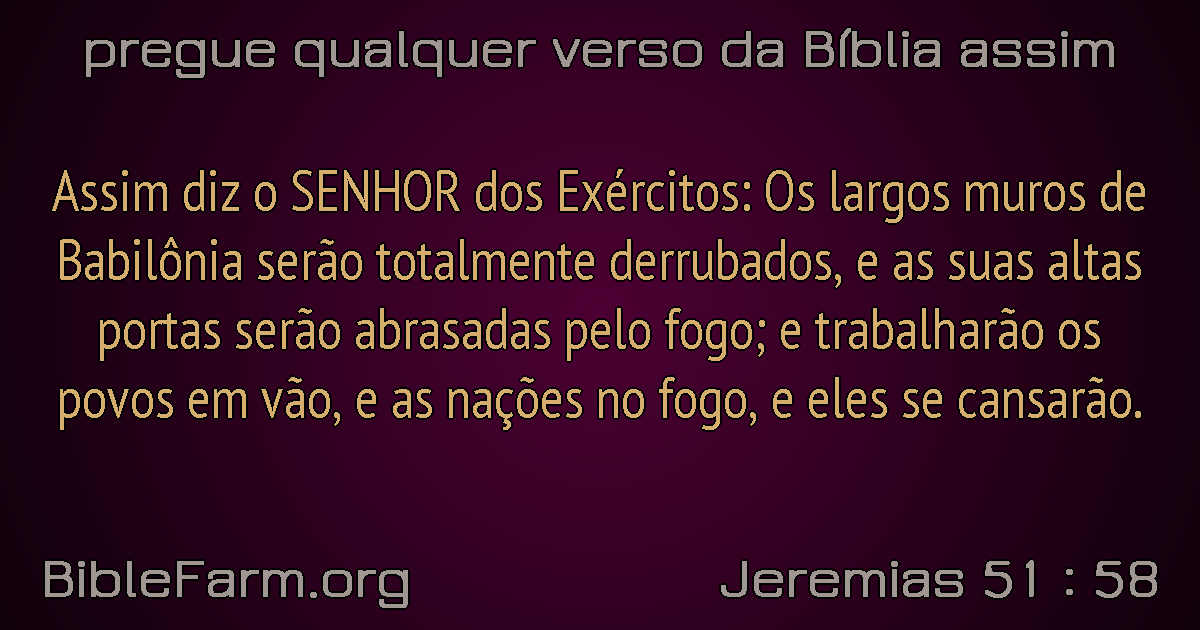 pregue qualquer verso da Bíblia assim
Assim diz o SENHOR dos Exércitos: Os largos muros de
Babilônia serão totalmente derrubados, e as suas altas
portas serão abrasadas pelo fogo; e trabalharão os
povos em vão, e as nações no fogo, e eles se cansarão.
BibleFarm.org
Jeremias 51 : 58